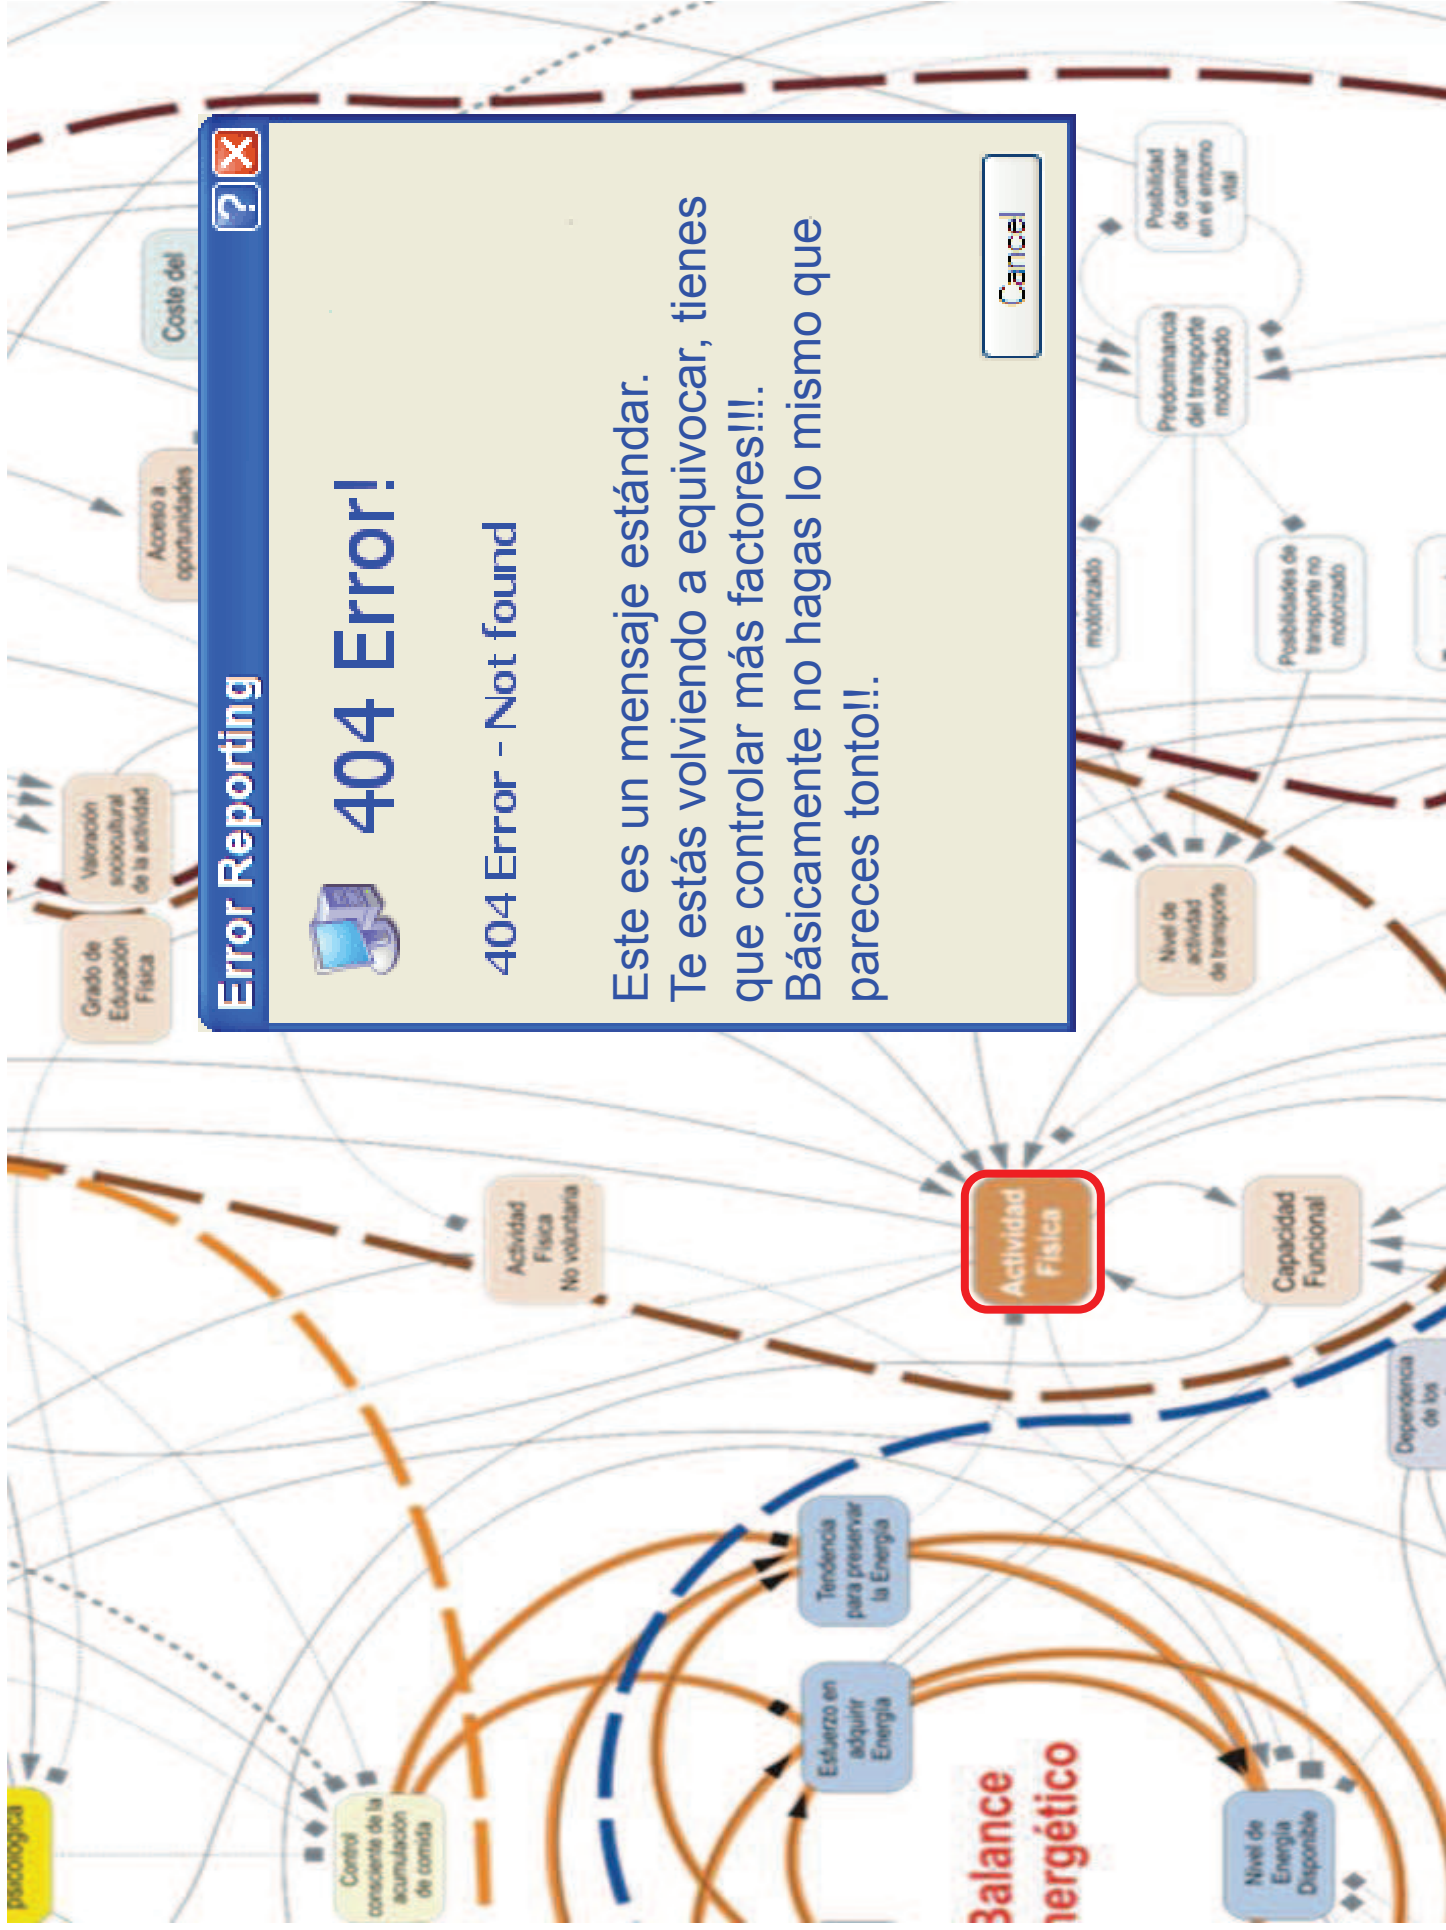 Error Reporting
404 Error!
404 Error - Not found
Este es un mensaje estándar.
Te estás volviendo a equivocar, tienes
que controlar más factores!!!.
Básicamente no hagas lo mismo que
pareces tonto!!.
Cancel
psicológica
Control
consciente de la
acumulación
de comida
Grado de
Educación
Física
Valoración
sociocultural
de la actividad
Acceso a
oportunidades
Coste del
Actividad
Física
No voluntaria
Tendencia
para preservar
la Energía
Esfuerzo en
adquirir
Energía
Balance
nergético
Actividad
Física
Nivel de
Energía
Disponible
Capacidad
Funcional
Nivel de
actividad
de transporte
motorizado
Predominancia
del transporte
motorizado
Posibilidad
de caminar
en el entorno
vital
Posibilidades de
transporte no
motorizado
Dependencia
de los